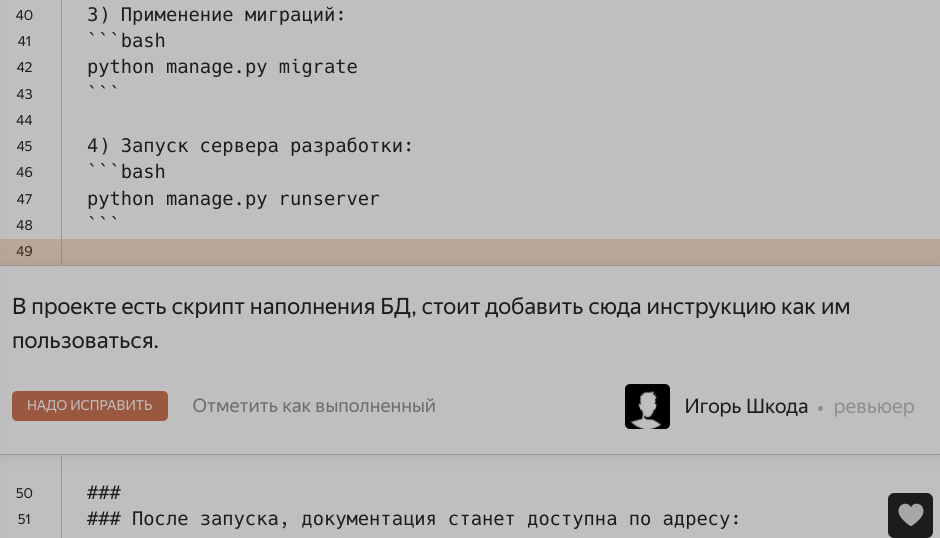 40 3) Применение миграций:
41 ```bash
42 python manage.py migrate
43 ```
44
45 4) Запуск сервера разработки:
46 ```bash
47 python manage.py runserver
48 ```
49
В проекте есть скрипт наполнения БД, стоит добавить сюда инструкцию как им
пользоваться.
НАДО ИСПРАВИТЬ Отметить как выполненный Игорь Шкода • ревьюер
50 ###
51 ### После запуска, документация станет доступна по адресу: